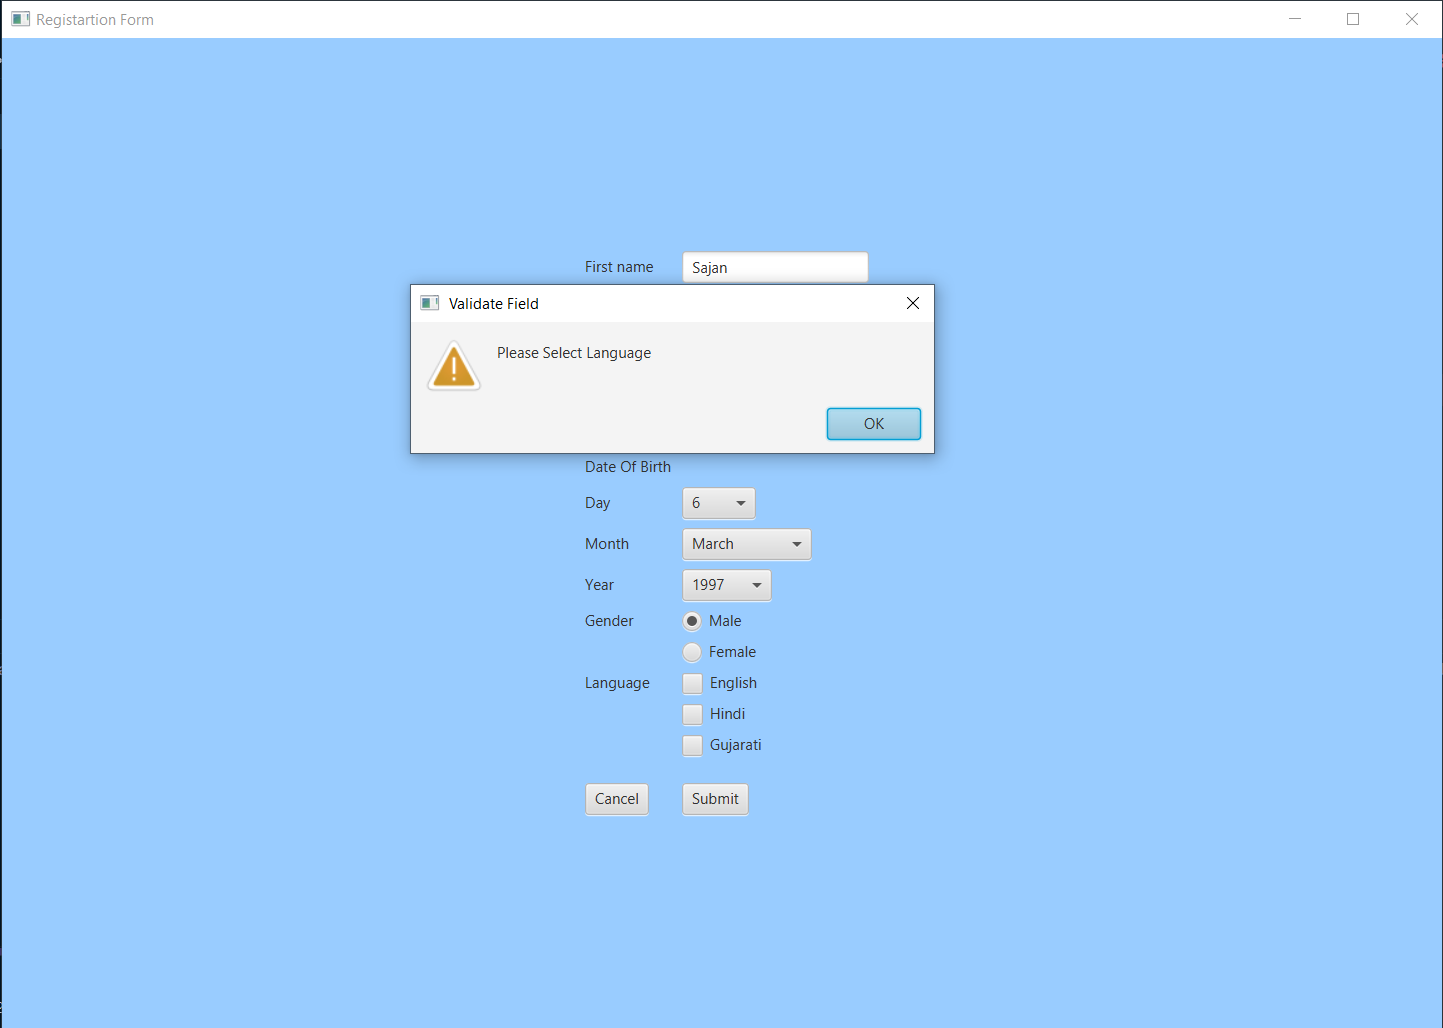 Registartion Form
First name Sajan
Validate Field
Please Select Language
OK
Date Of Birth
Day 6
Month March
Year 1997
Gender Male
Female
Language English
Hindi
Gujarati
Cancel Submit